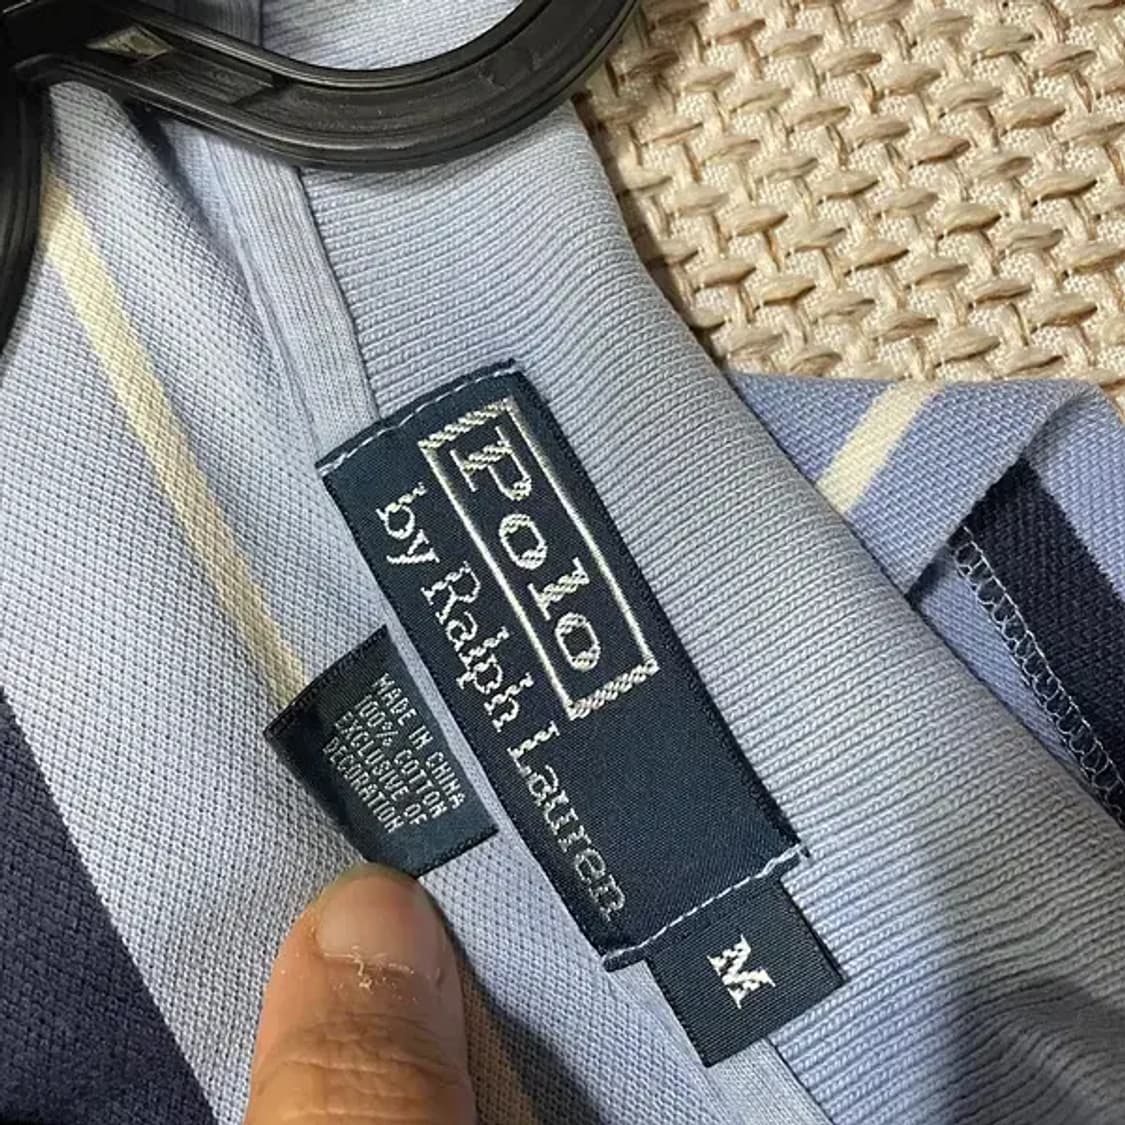 Polo
by Ralph Lauren
M
MADE IN CHINA
100% COTTON
EXCLUSIVE OF
DECORATION